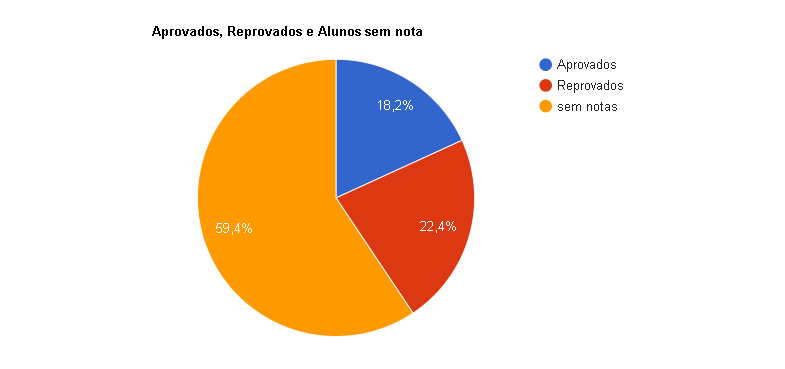 Aprovados, Reprovados e Alunos sem nota
Aprovados
Reprovados
sem notas
18,2%
22,4%
59,4%